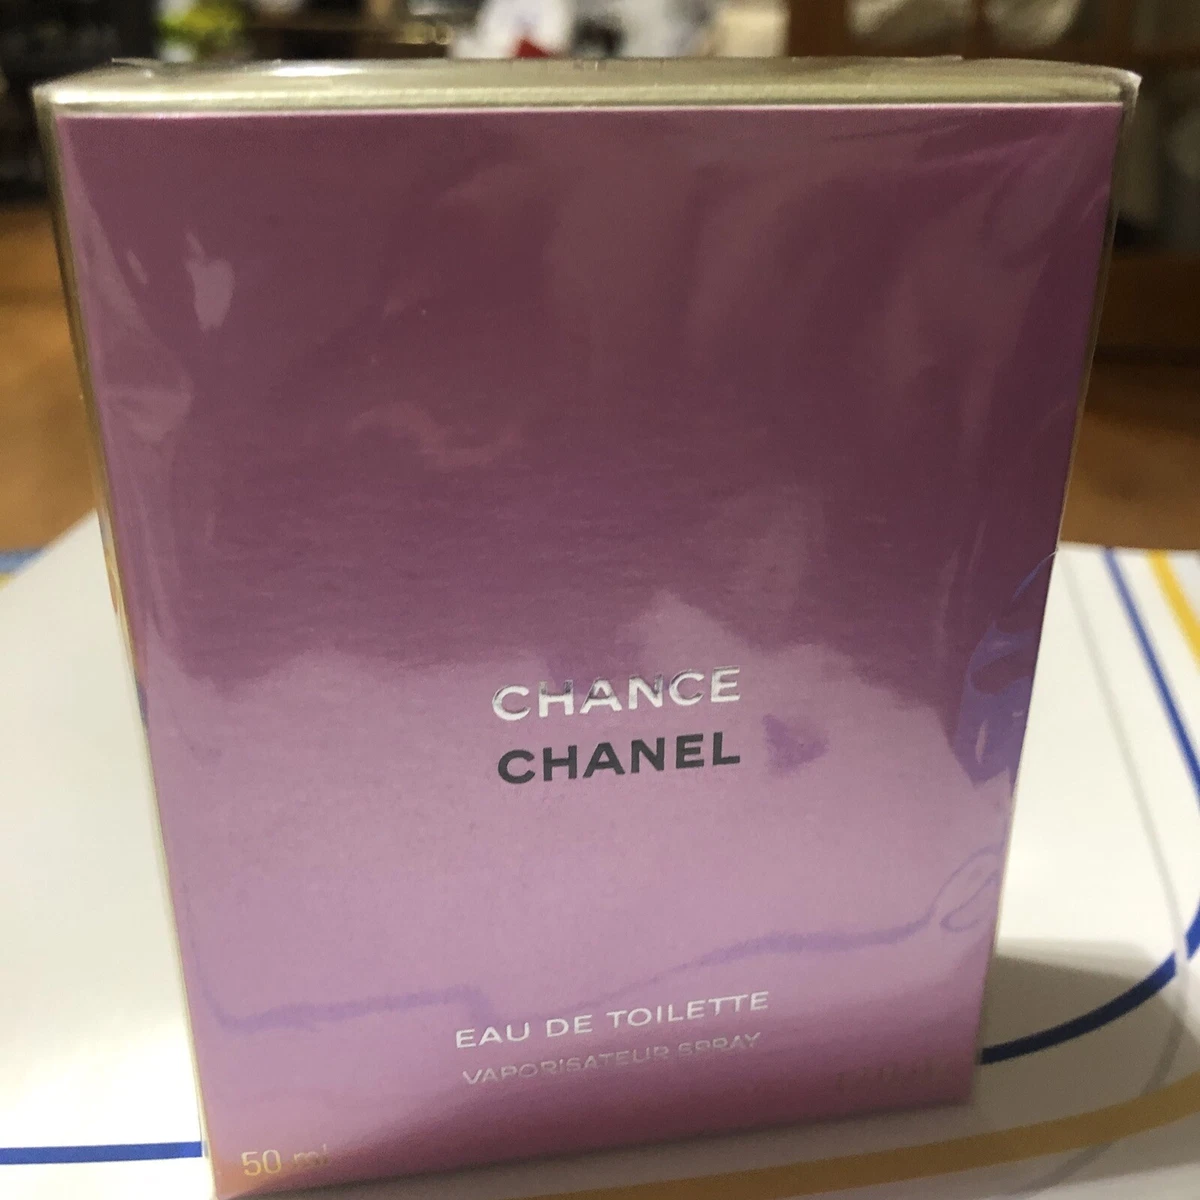 CHANCE
CHANEL
EAU DE TOILETTE
VAPORISATEUR SPRAY
50 ml